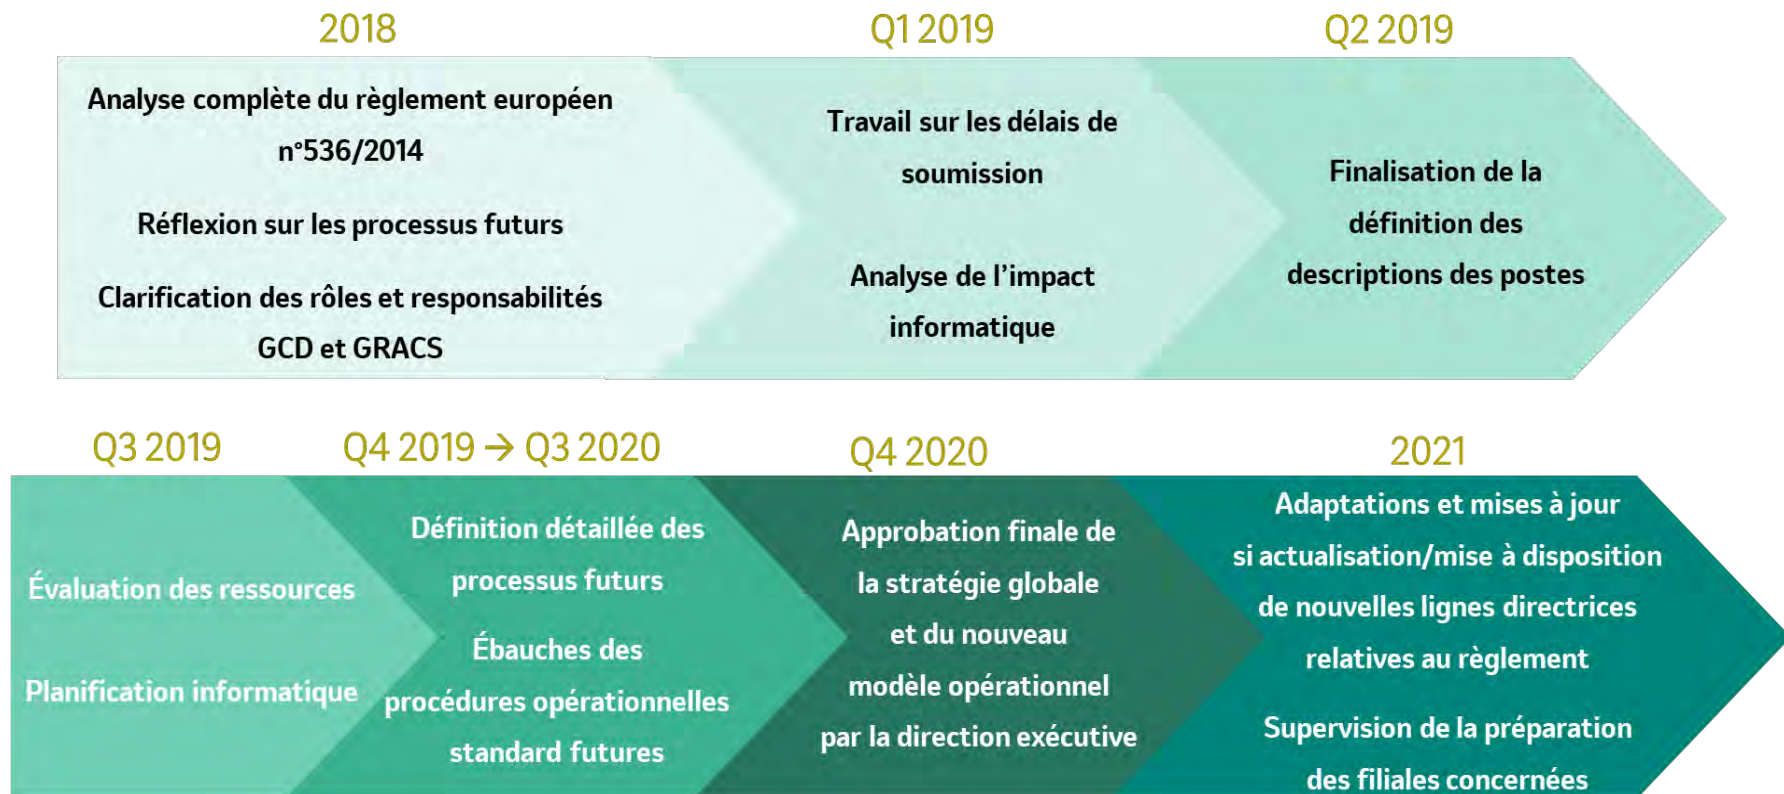 2018
Analyse complète du règlement européen
n°536/2014
Réflexion sur les processus futurs
Clarification des rôles et responsabilités
GCD et GRACS
Q1 2019
Travail sur les délais de
soumission
Analyse de l'impact
informatique
Q2 2019
Finalisation de la
définition des
descriptions des postes
Q3 2019
Évaluation des ressources
Planification informatique
Q4 2019 → Q3 2020
Définition détaillée des
processus futurs
Ébauches des
procédures opérationnelles
standard futures
Q4 2020
Approbation finale de
la stratégie globale
et du nouveau
modèle opérationnel
par la direction exécutive
2021
Adaptations et mises à jour
si actualisation/mise à disposition
de nouvelles lignes directrices
relatives au règlement
Supervision de la préparation
des filiales concernées